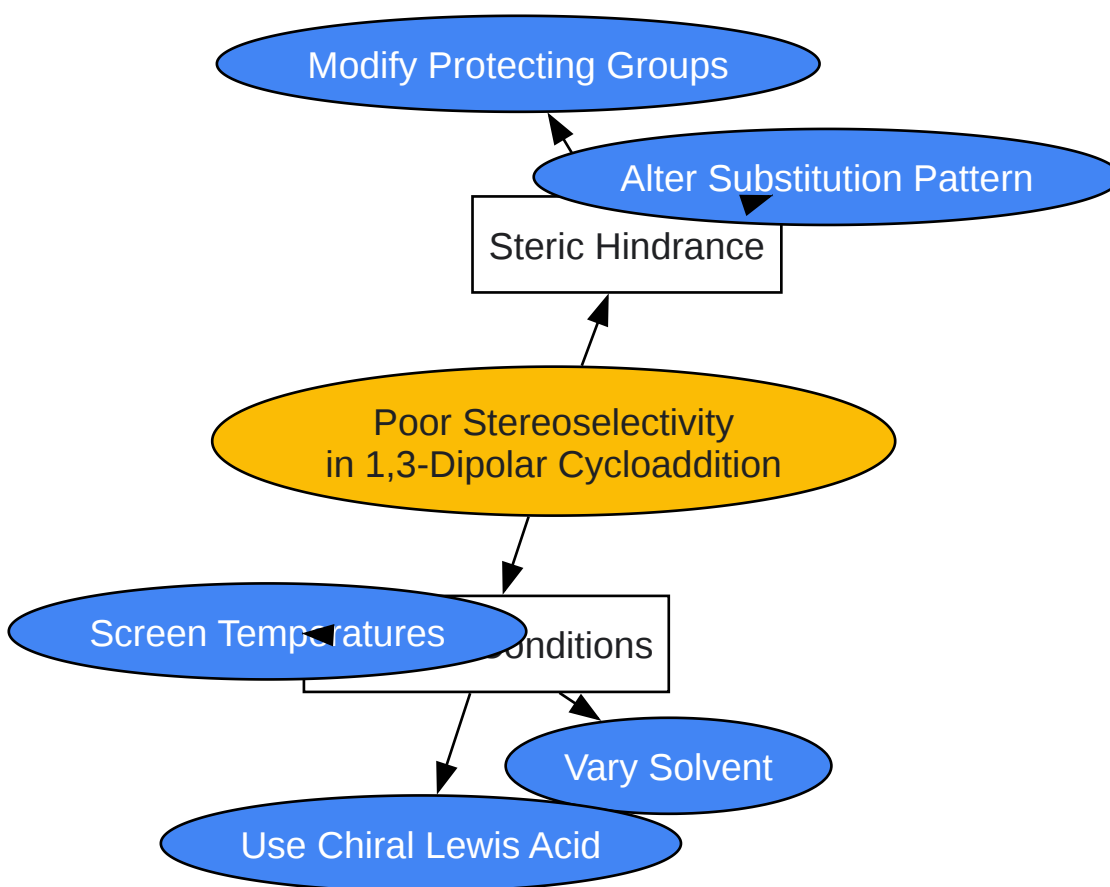 Modify Protecting Groups
Alter Substitution Pattern
Steric Hindrance
Poor Stereoselectivity
in 1,3-Dipolar Cycloaddition
Screen Temperatures
Conditions
Vary Solvent
Use Chiral Lewis Acid